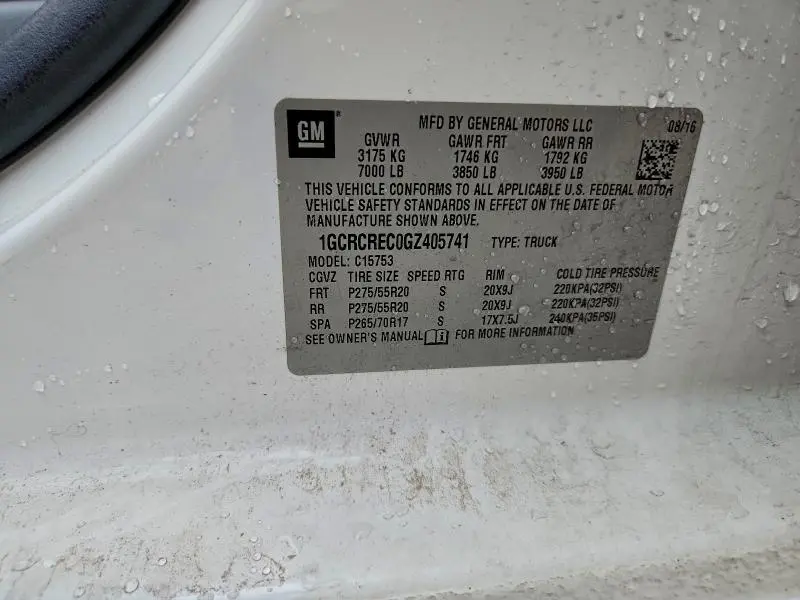 GM ®
MFD BY GENERAL MOTORS LLC 08/16
GVWR GAWR FRT GAWR RR
3175 KG 1746 KG 1792 KG
7000 LB 3850 LB 3950 LB
THIS VEHICLE CONFORMS TO ALL APPLICABLE U.S. FEDERAL MOTOR
VEHICLE SAFETY STANDARDS IN EFFECT ON THE DATE OF
MANUFACTURE SHOWN ABOVE.
1GCRCREC0GZ405741 TYPE: TRUCK
MODEL: C15753
CGVZ TIRE SIZE SPEED RTG RIM COLD TIRE PRESSURE
FRT P275/55R20 S 20X9J 220KPA(32PSI)
RR P275/55R20 S 20X9J 220KPA(32PSI)
SPA P265/70R17 S 17X7.5J 240KPA(35PSI)
SEE OWNER'S MANUAL i FOR MORE INFORMATION